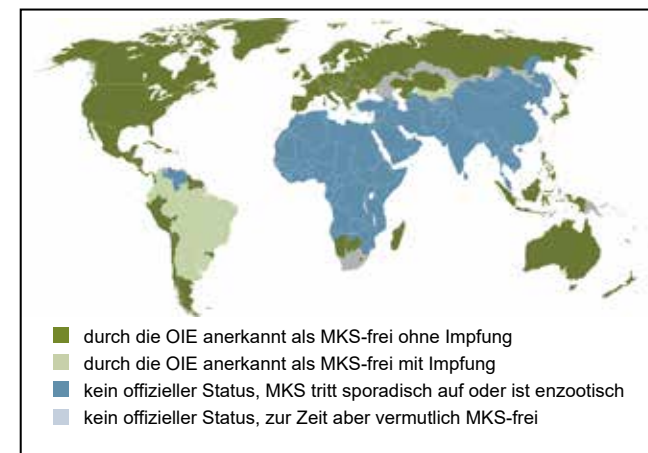 durch die OIE anerkannt als MKS-frei ohne Impfung
durch die OIE anerkannt als MKS-frei mit Impfung
kein offizieller Status, MKS tritt sporadisch auf oder ist enzootisch
kein offizieller Status, zur Zeit aber vermutlich MKS-frei